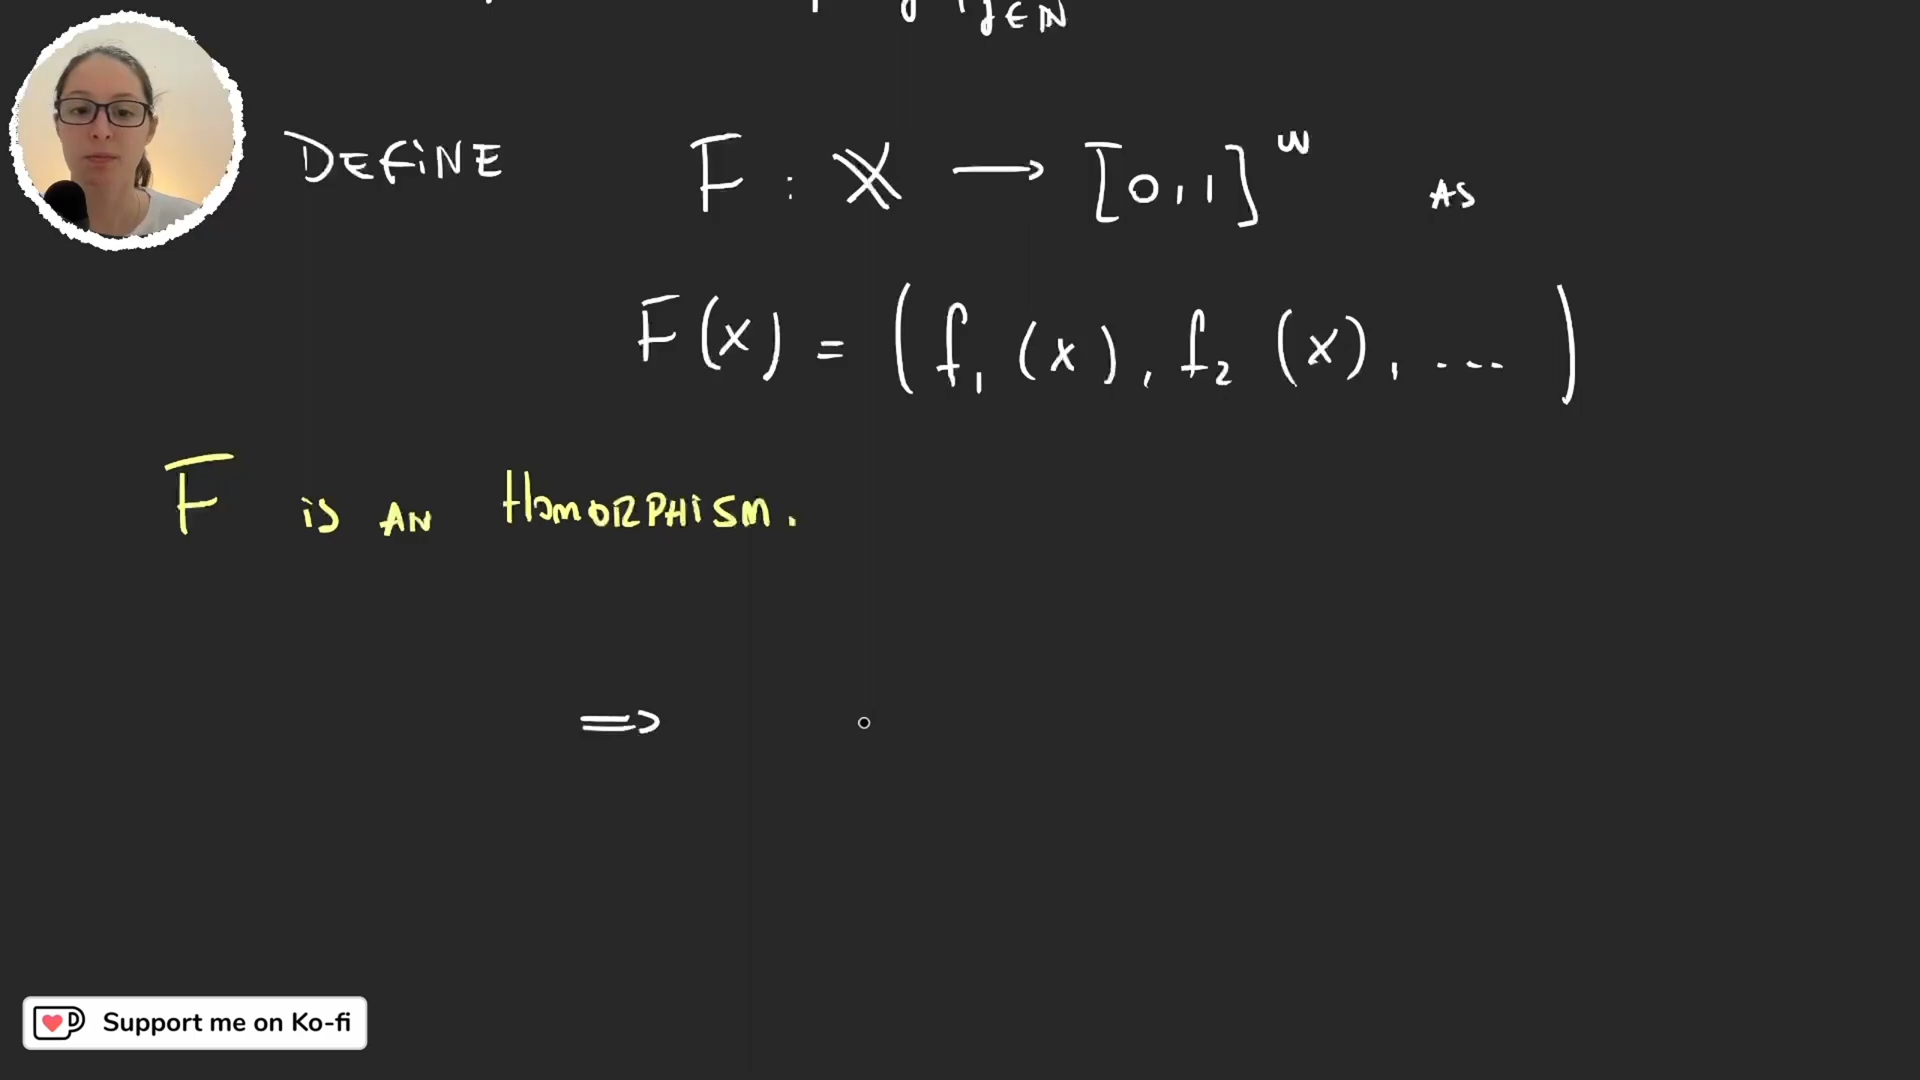 ∈ ℕ
DEFINE F : X → [0,1]^ω AS
F(x) = (f₁(x), f₂(x), ...)
F is AN HOMORPHISM.
⇒
Support me on Ko-fi